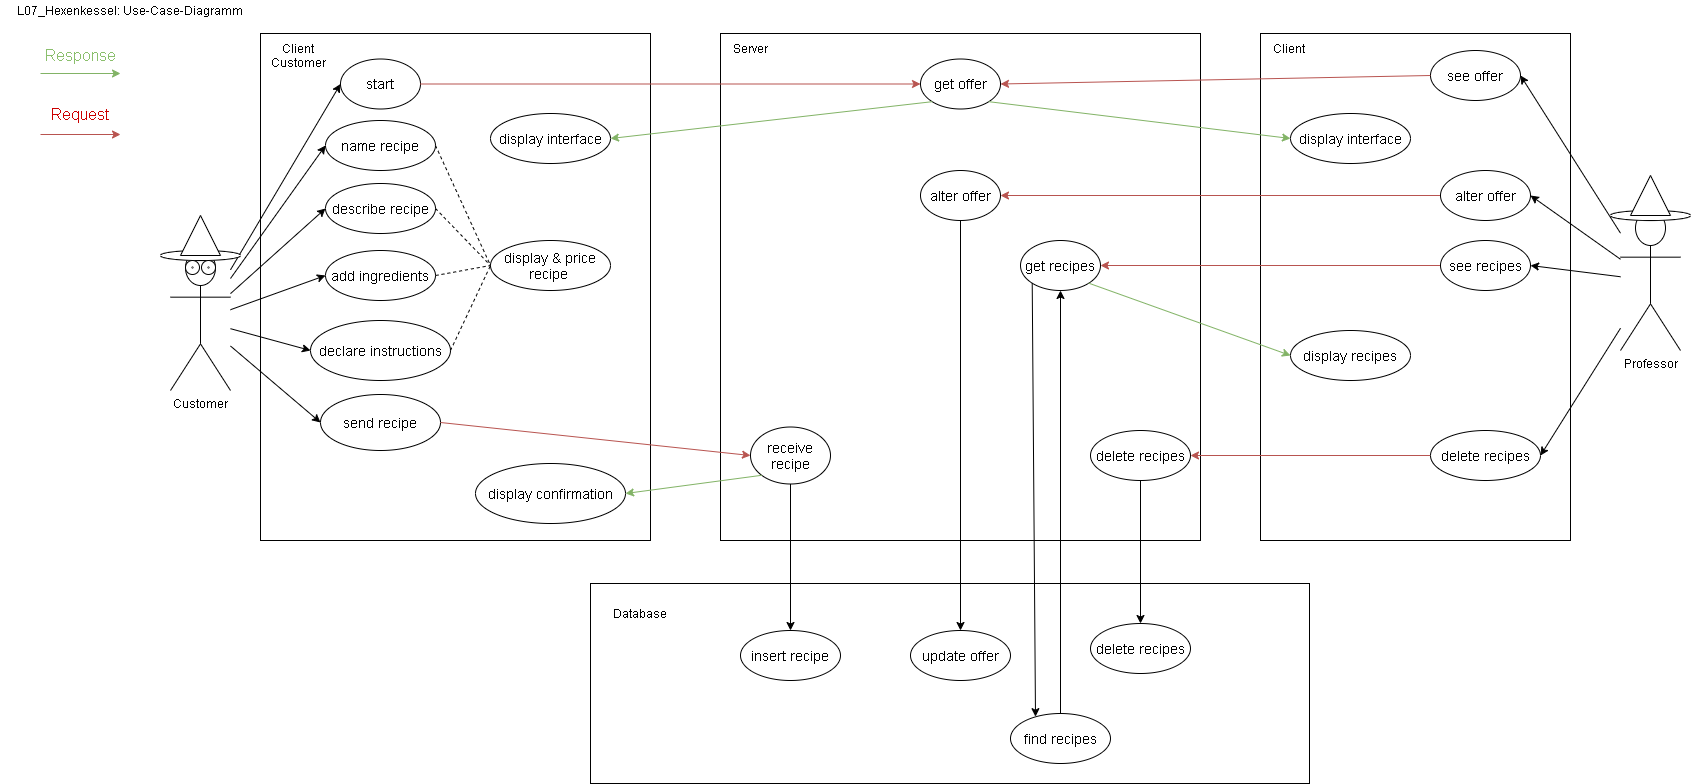 L07_Hexenkessel: Use-Case-Diagramm
Response
Request
Client
Customer
start
name recipe
describe recipe
add ingredients
declare instructions
send recipe
display interface
display & price
recipe
display confirmation
Customer
Server
get offer
alter offer
get recipes
receive
recipe
delete recipes
Client
see offer
display interface
alter offer
see recipes
display recipes
delete recipes
Professor
Database
insert recipe
update offer
delete recipes
find recipes